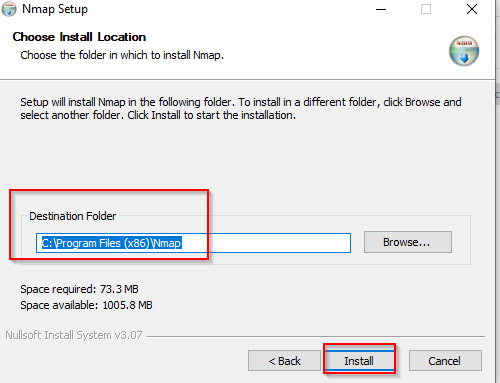 Nmap Setup
Choose Install Location
Choose the folder in which to install Nmap.
Setup will install Nmap in the following folder. To install in a different folder, click Browse and
select another folder. Click Install to start the installation.
Destination Folder
C:\Program Files (x86)\Nmap
Browse...
Space required: 73.3 MB
Space available: 1005.8 MB
Nullsoft Install System v3.07
< Back
Install
Cancel